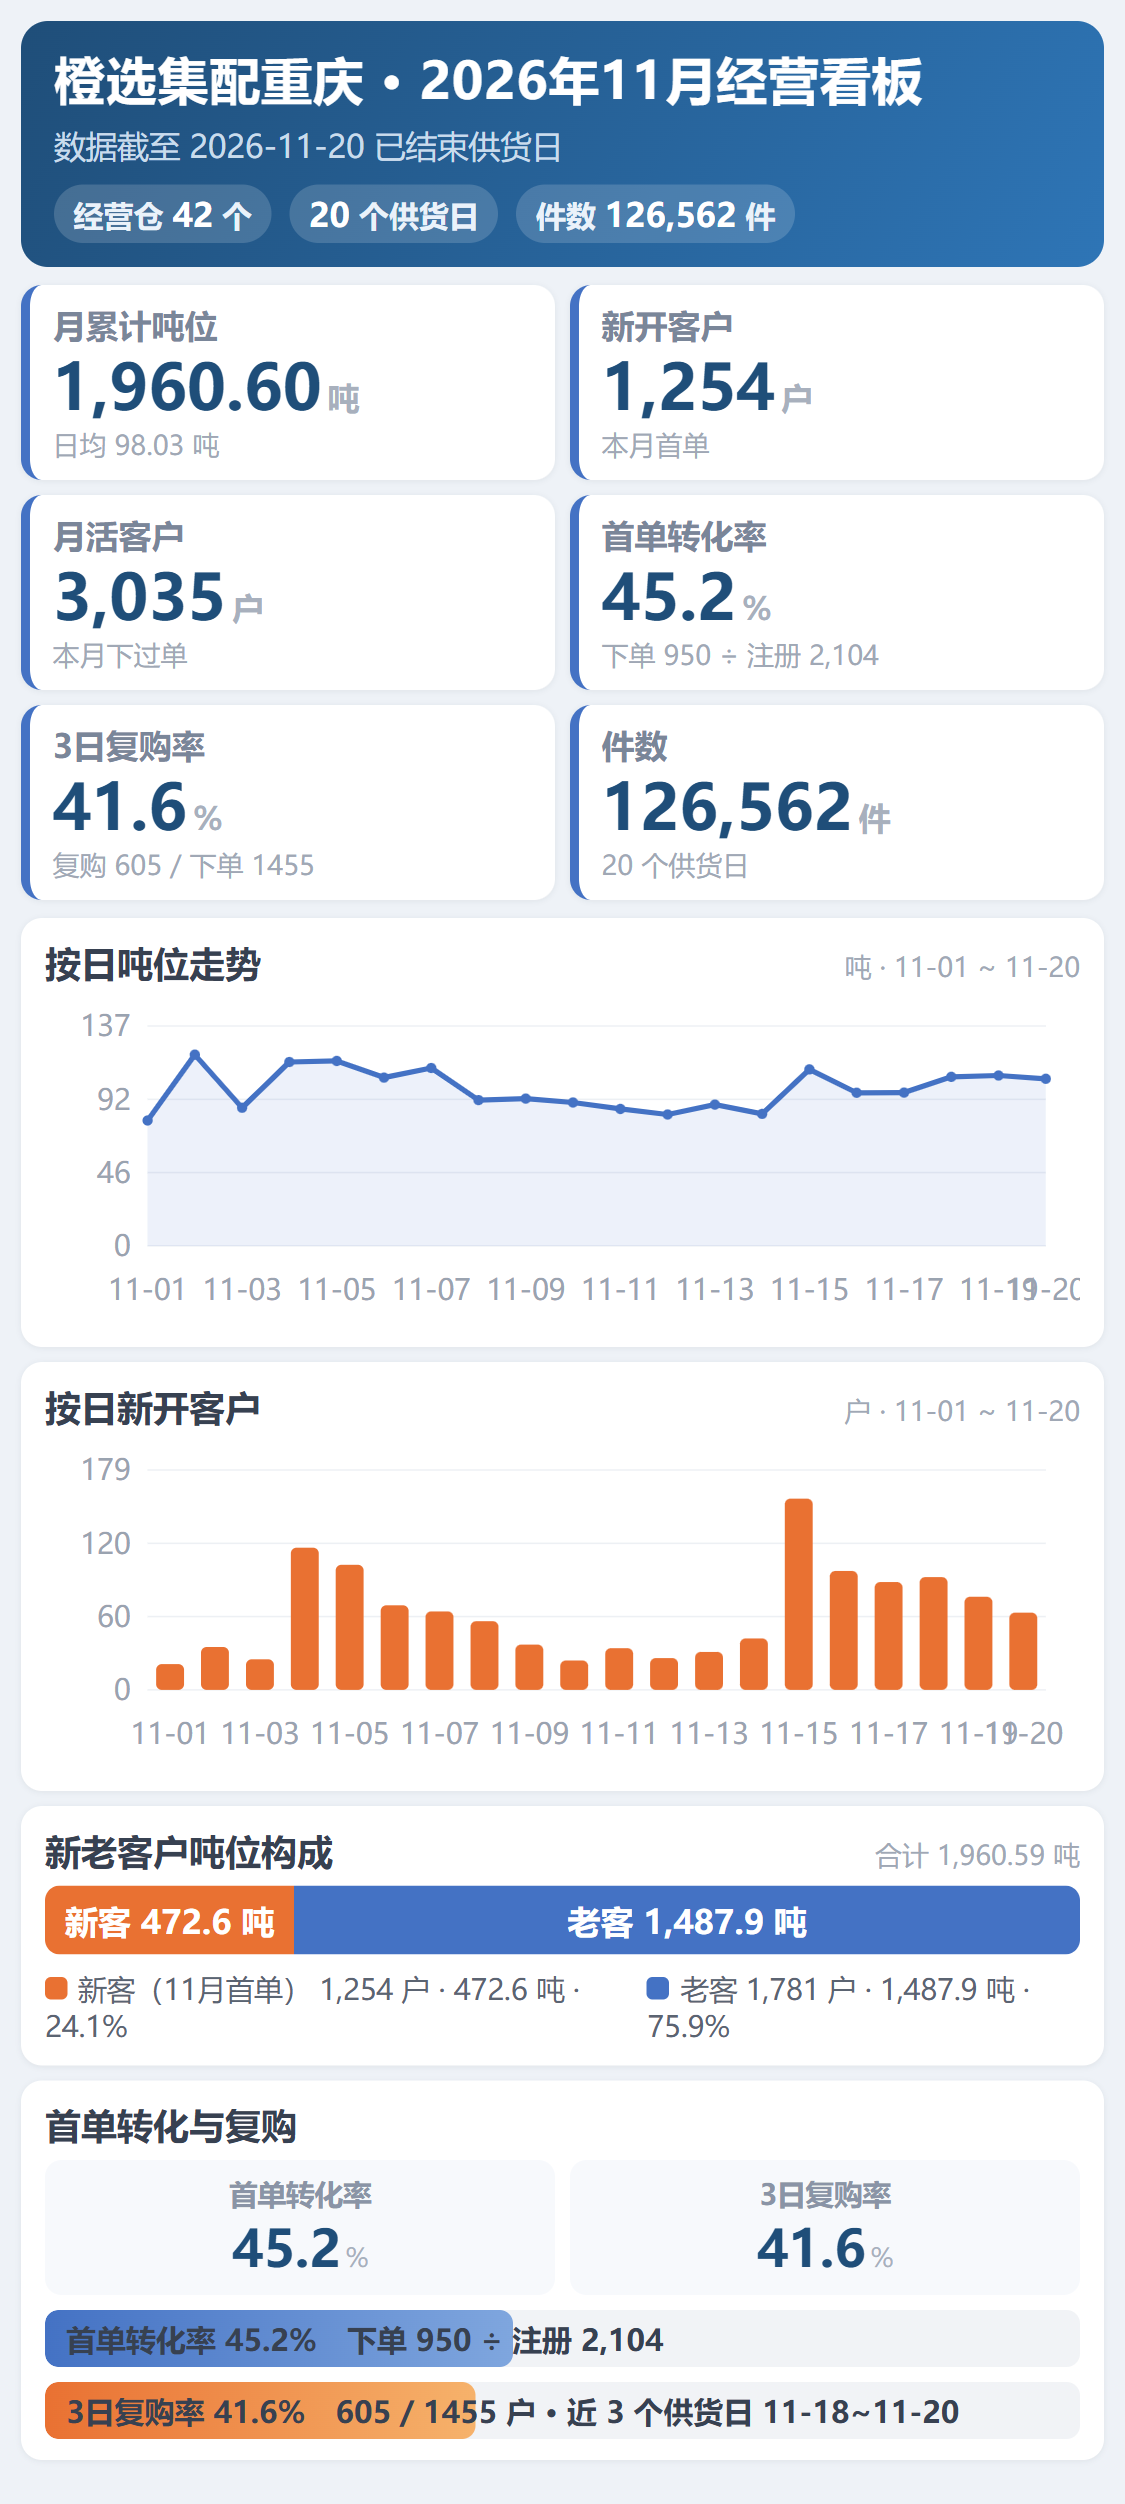 橙选集配重庆 · 2026年11月经营看板
数据截至 2026-11-20 已结束供货日
经营仓 42 个
20 个供货日
件数 126,562 件
月累计吨位
1,960.60 吨
日均 98.03 吨
新开客户
1,254 户
本月首单
月活客户
3,035 户
本月下过单
首单转化率
45.2 %
下单 950 ÷ 注册 2,104
3日复购率
41.6 %
复购 605 / 下单 1455
件数
126,562 件
20 个供货日
按日吨位走势
吨 · 11-01 ~ 11-20
137
92
46
0
11-01 11-03 11-05 11-07 11-09 11-11 11-13 11-15 11-17 11-19 11-20
按日新开客户
户 · 11-01 ~ 11-20
179
120
60
0
11-01 11-03 11-05 11-07 11-09 11-11 11-13 11-15 11-17 11-19 11-20
新老客户吨位构成
合计 1,960.59 吨
新客 472.6 吨
老客 1,487.9 吨
新客（11月首单） 1,254 户 · 472.6 吨 ·
24.1%
老客 1,781 户 · 1,487.9 吨 ·
75.9%
首单转化与复购
首单转化率
45.2 %
3日复购率
41.6 %
首单转化率 45.2% 下单 950 ÷ 注册 2,104
3日复购率 41.6% 605 / 1455 户 · 近 3 个供货日 11-18~11-20